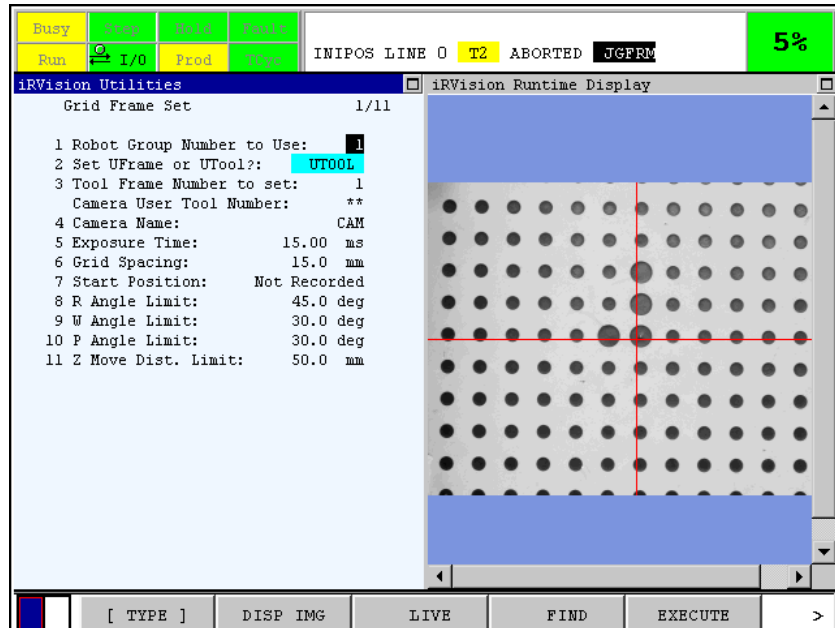 Busy Step Hold Fault
Run I/O Prod TCyc
INIPOS LINE 0 T2 ABORTED JGFRM
5%
iRVision Utilities
Grid Frame Set 1/11
1 Robot Group Number to Use: 1
2 Set UFrame or UTool?: UTOOL
3 Tool Frame Number to set: 1
Camera User Tool Number: **
4 Camera Name: CAM
5 Exposure Time: 15.00 ms
6 Grid Spacing: 15.0 mm
7 Start Position: Not Recorded
8 R Angle Limit: 45.0 deg
9 W Angle Limit: 30.0 deg
10 P Angle Limit: 30.0 deg
11 Z Move Dist. Limit: 50.0 mm
iRVision Runtime Display
[ TYPE ] DISP IMG LIVE FIND EXECUTE >